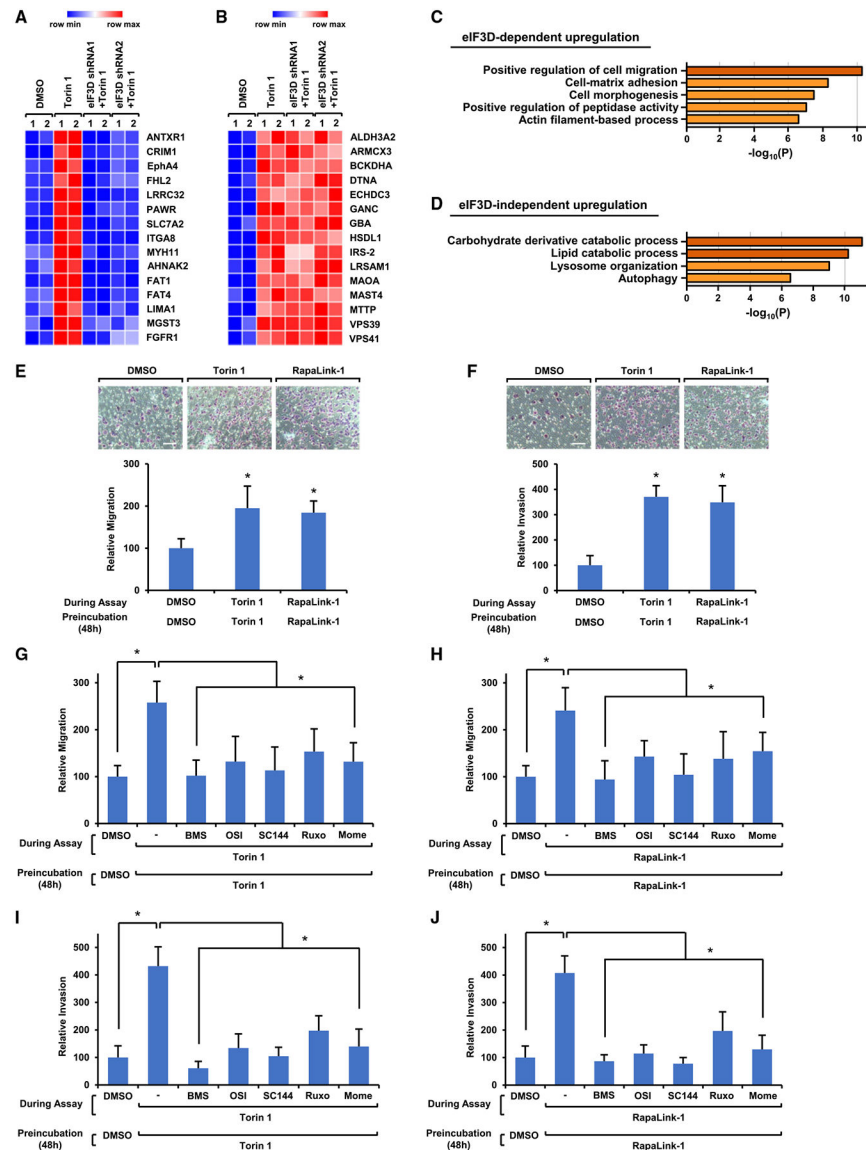 A
row min row max
DMSO
Torin 1
eIF3D shRNA1
+Torin 1
eIF3D shRNA2
+Torin 1
1 2 1 2 1 2 1 2
ANTXR1
CRIM1
EphA4
FHL2
LRRC32
PAWR
SLC7A2
ITGA8
MYH11
AHNAK2
FAT1
FAT4
LIMA1
MGST3
FGFR1
B
row min row max
DMSO
Torin 1
eIF3D shRNA1
+Torin 1
eIF3D shRNA2
+Torin 1
1 2 1 2 1 2 1 2
ALDH3A2
ARMCX3
BCKDHA
DTNA
ECHDC3
GANC
GBA
HSDL1
IRS-2
LRSAM1
MAOA
MAST4
MTTP
VPS39
VPS41
C
eIF3D-dependent upregulation
Positive regulation of cell migration
Cell-matrix adhesion
Cell morphogenesis
Positive regulation of peptidase activity
Actin filament-based process
0 2 4 6 8 10
-log10(P)
D
eIF3D-independent upregulation
Carbohydrate derivative catabolic process
Lipid catabolic process
Lysosome organization
Autophagy
0 2 4 6 8 10
-log10(P)
E
DMSO Torin 1 RapaLink-1
Relative Migration
300
200
100
0
* *
During Assay DMSO Torin 1 RapaLink-1
Preincubation (48h) DMSO Torin 1 RapaLink-1
F
DMSO Torin 1 RapaLink-1
Relative Invasion
500
400
300
200
100
0
* *
During Assay DMSO Torin 1 RapaLink-1
Preincubation (48h) DMSO Torin 1 RapaLink-1
G
Relative Migration
300
200
100
0
* *
During Assay DMSO - BMS OSI SC144 Ruxo Mome
Torin 1
Preincubation (48h) DMSO Torin 1
H
Relative Migration
300
200
100
0
* *
During Assay DMSO - BMS OSI SC144 Ruxo Mome
RapaLink-1
Preincubation (48h) DMSO RapaLink-1
I
Relative Invasion
500
400
300
200
100
0
* *
During Assay DMSO - BMS OSI SC144 Ruxo Mome
Torin 1
Preincubation (48h) DMSO Torin 1
J
Relative Invasion
500
400
300
200
100
0
* *
During Assay DMSO - BMS OSI SC144 Ruxo Mome
RapaLink-1
Preincubation (48h) DMSO RapaLink-1